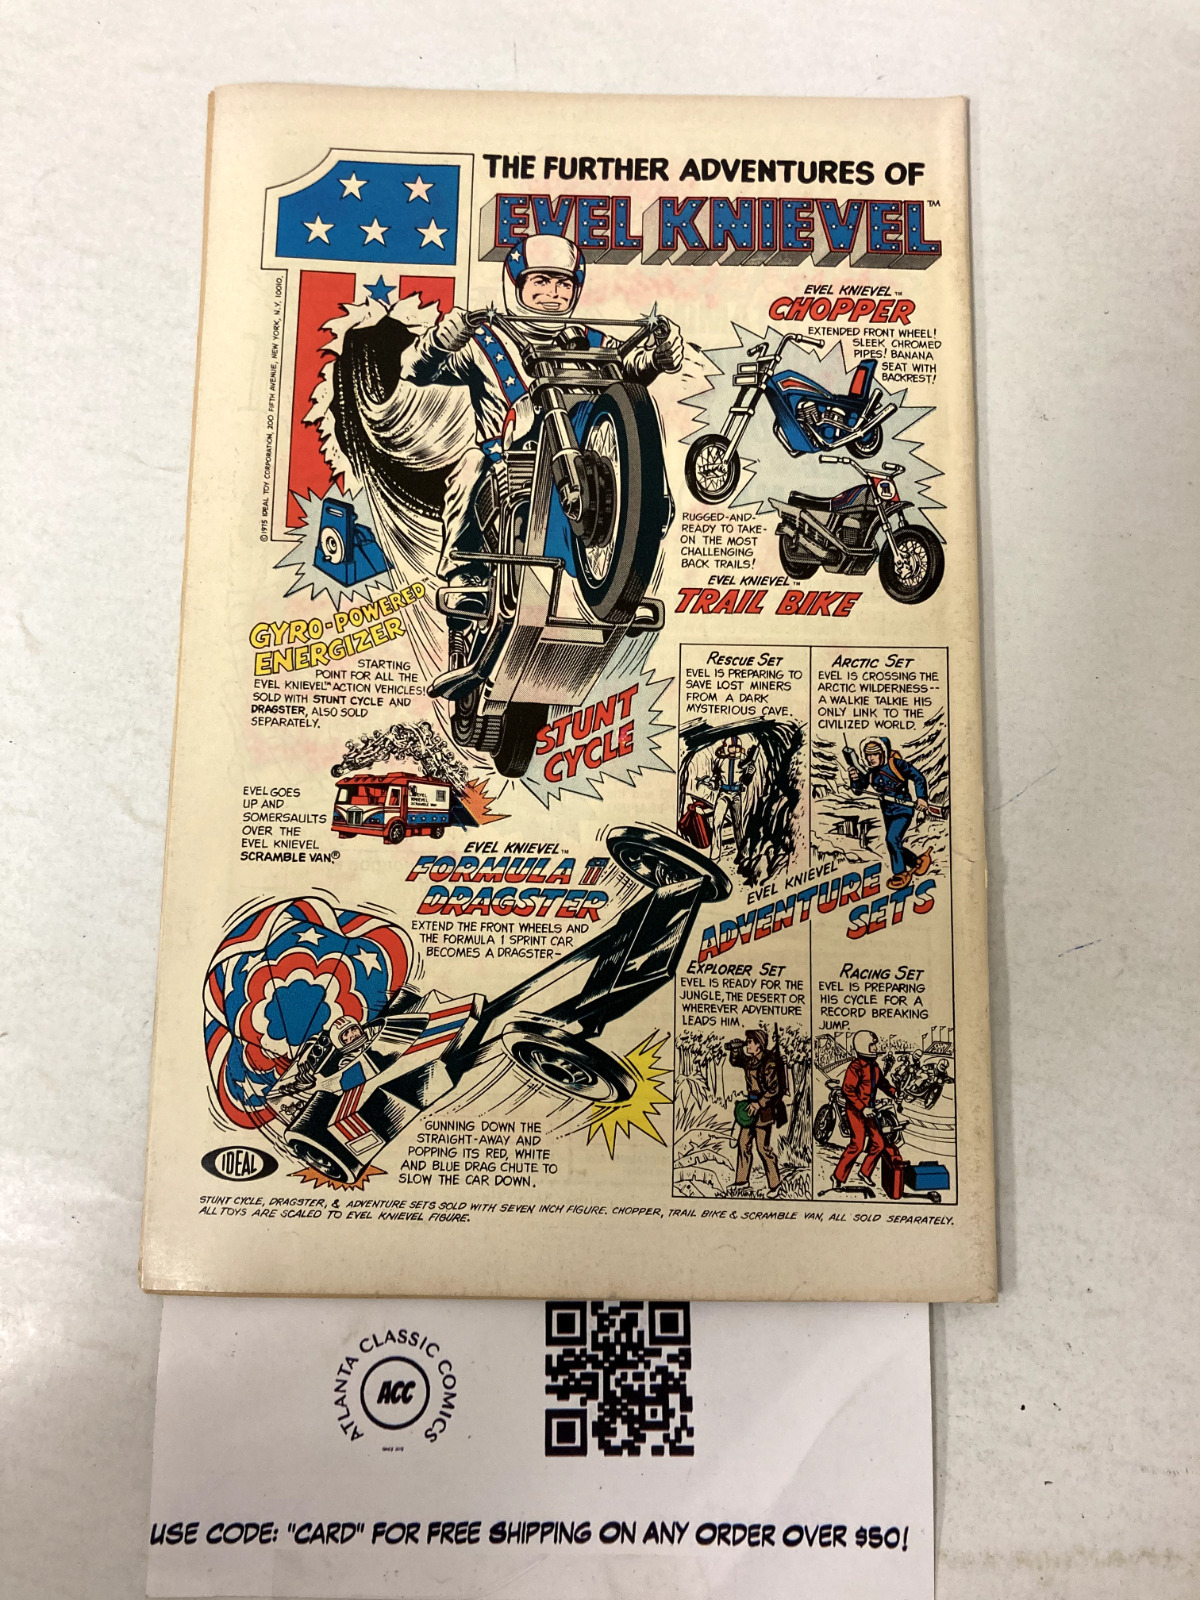 THE FURTHER ADVENTURES OF
EVEL KNIEVEL™
©1975 IDEAL TOY CORPORATION, 200 FIFTH AVENUE, NEW YORK, N.Y. 10010.
EVEL KNIEVEL™
CHOPPER
EXTENDED FRONT WHEEL!
SLEEK CHROMED
PIPES! BANANA
SEAT WITH
BACKREST!
RUGGED-AND-
READY TO TAKE-
ON THE MOST
CHALLENGING
BACK TRAILS!
EVEL KNIEVEL™
TRAIL BIKE
GYRO-POWERED™
ENERGIZER
STARTING
POINT FOR ALL THE
EVEL KNIEVEL™ ACTION VEHICLES!
SOLD WITH STUNT CYCLE AND
DRAGSTER, ALSO SOLD
SEPARATELY.
STUNT
CYCLE
EVEL GOES
UP AND
SOMERSAULTS
OVER THE
EVEL KNIEVEL
SCRAMBLE VAN®
EVEL KNIEVEL™
FORMULA 1
DRAGSTER
EXTEND THE FRONT WHEELS AND
THE FORMULA 1 SPRINT CAR
BECOMES A DRAGSTER-
GUNNING DOWN THE
STRAIGHT-AWAY AND
POPPING ITS RED, WHITE
AND BLUE DRAG CHUTE TO
SLOW THE CAR DOWN.
RESCUE SET
EVEL IS PREPARING TO
SAVE LOST MINERS
FROM A DARK
MYSTERIOUS CAVE.
ARCTIC SET
EVEL IS CROSSING THE
ARCTIC WILDERNESS--
A WALKIE TALKIE HIS
ONLY LINK TO THE
CIVILIZED WORLD.
EVEL KNIEVEL™
ADVENTURE
SETS
EXPLORER SET
EVEL IS READY FOR THE
JUNGLE, THE DESERT OR
WHEREVER ADVENTURE
LEADS HIM.
RACING SET
EVEL IS PREPARING
HIS CYCLE FOR A
RECORD BREAKING
JUMP.
IDEAL
STUNT CYCLE, DRAGSTER, & ADVENTURE SETS SOLD WITH SEVEN INCH FIGURE. CHOPPER, TRAIL BIKE & SCRAMBLE VAN, ALL SOLD SEPARATELY.
ALL TOYS ARE SCALED TO EVEL KNIEVEL FIGURE.
ATLANTA CLASSIC COMICS
ACC
USE CODE: "CARD" FOR FREE SHIPPING ON ANY ORDER OVER $50!